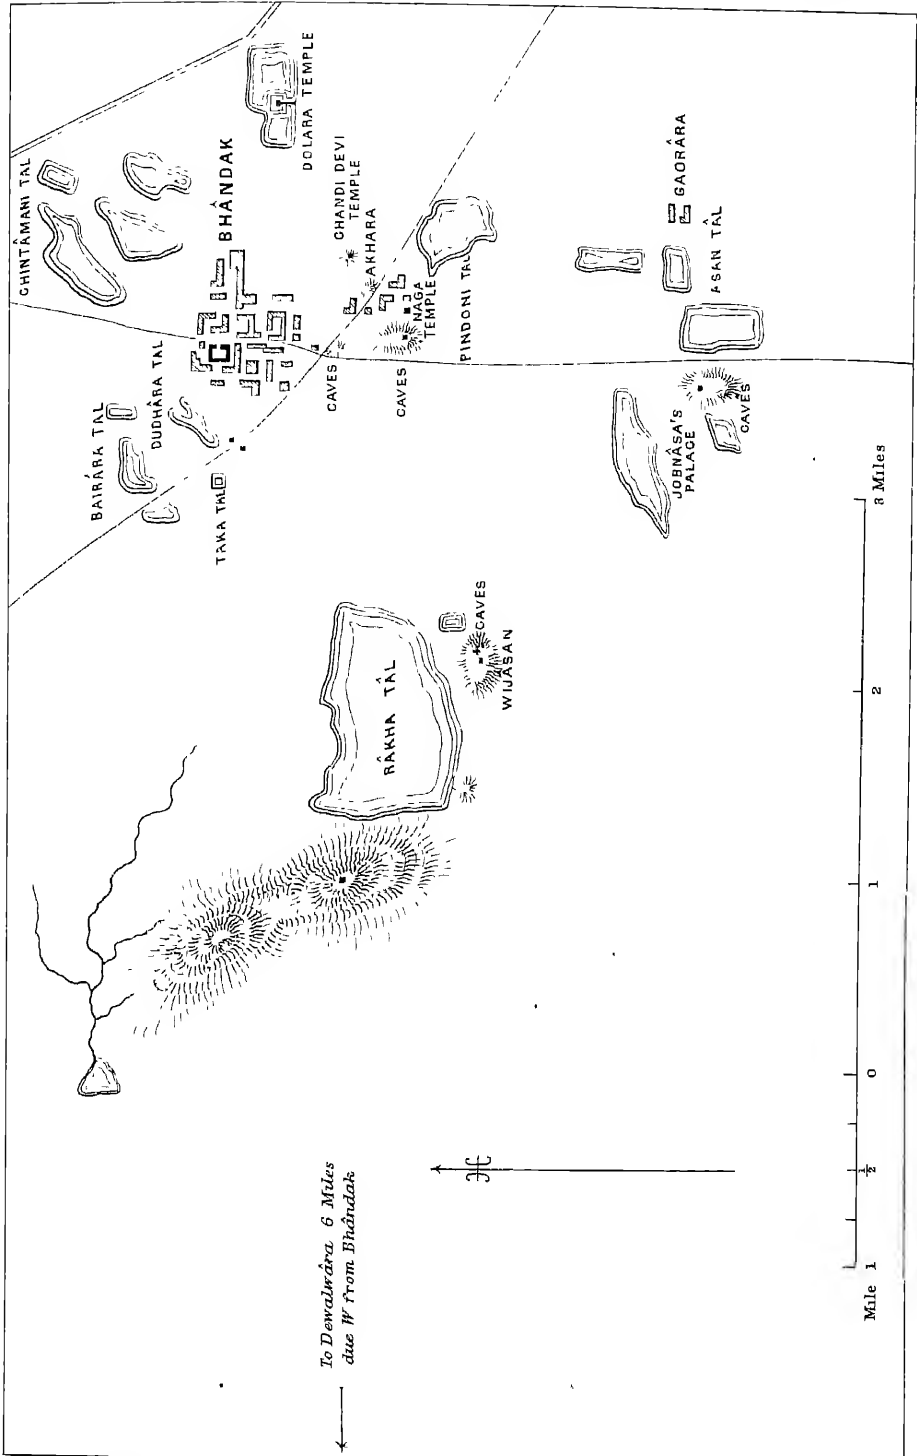 CHINTÂMANI TAL
BAIRÁRA TAL
DUDHÂRA TAL
BHÂNDAK
TAKA TAL
DOLARA TEMPLE
CHANDI DEVI
TEMPLE
AKHARA
CAVES
CAVES
NAGA
TEMPLE
PINDONI TAL
RÂKHA TÂL
CAVES
WIJÂSAN
To Dewalwâra 6 Miles
due W from Bhândak
GAORÂRA
ASAN TÂL
JOBNÂSA'S
PALACE
CAVES
Mile 1 ½ 0 1 2 3 Miles